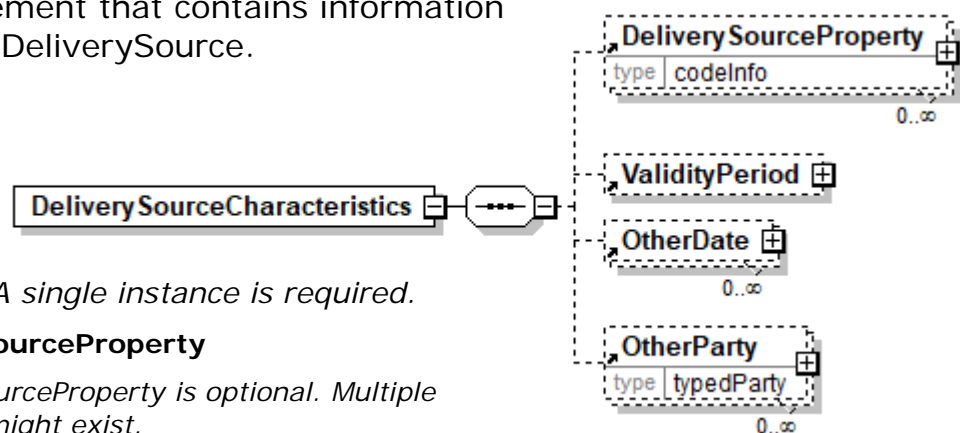 ement that contains information
DeliverySource.
A single instance is required.
ourceProperty
urceProperty is optional. Multiple
night exist.
DeliverySourceCharacteristics
DeliverySourceProperty
type codeInfo
0..∞
ValidityPeriod
OtherDate
0..∞
OtherParty
type typedParty
0..∞